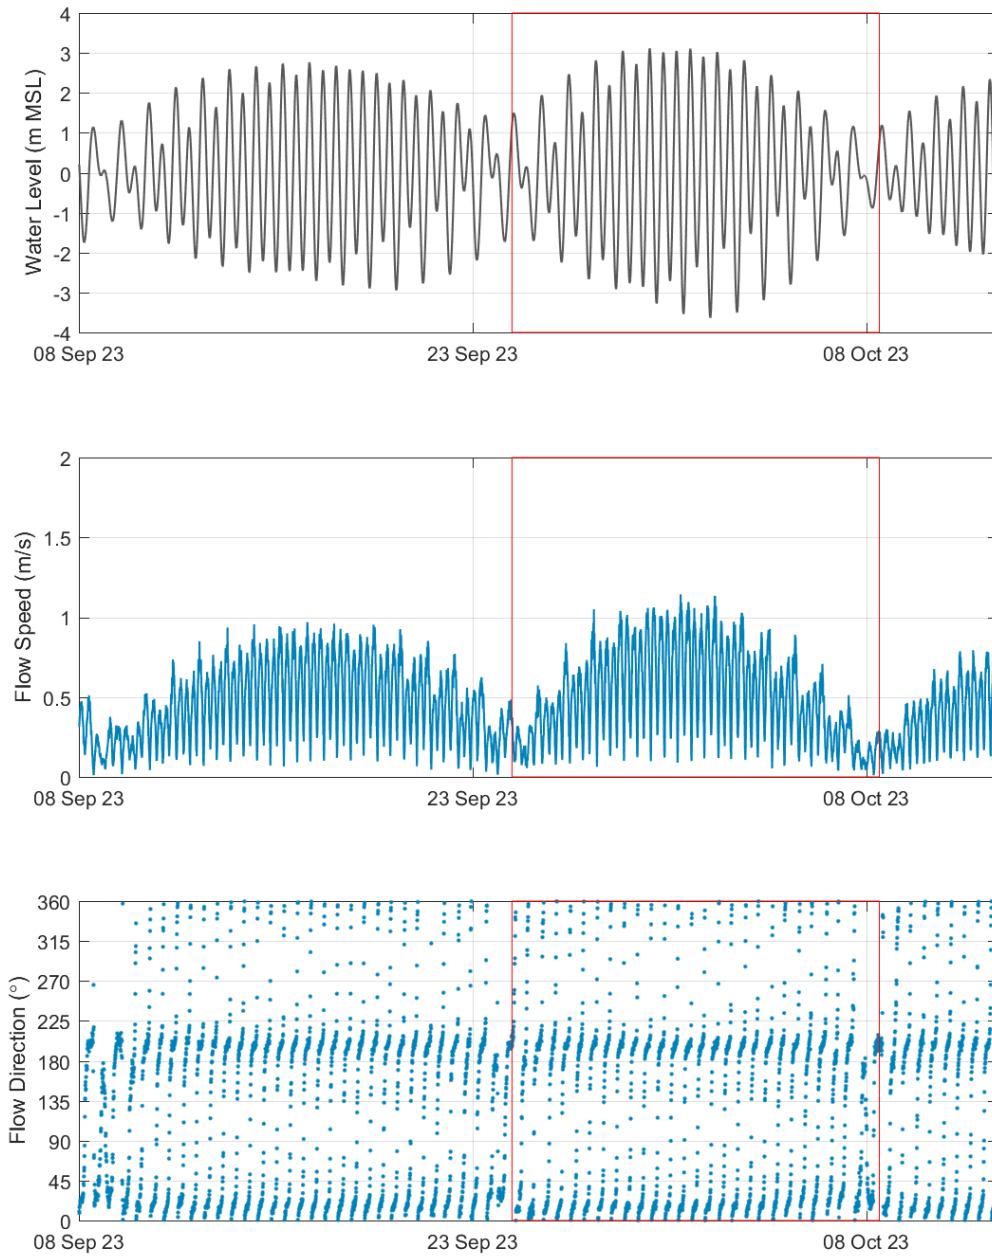 Water Level (m MSL)
4
3
2
1
0
-1
-2
-3
-4
08 Sep 23
23 Sep 23
08 Oct 23
Flow Speed (m/s)
2
1.5
1
0.5
0
08 Sep 23
23 Sep 23
08 Oct 23
Flow Direction (°)
360
315
270
225
180
135
90
45
0
08 Sep 23
23 Sep 23
08 Oct 23